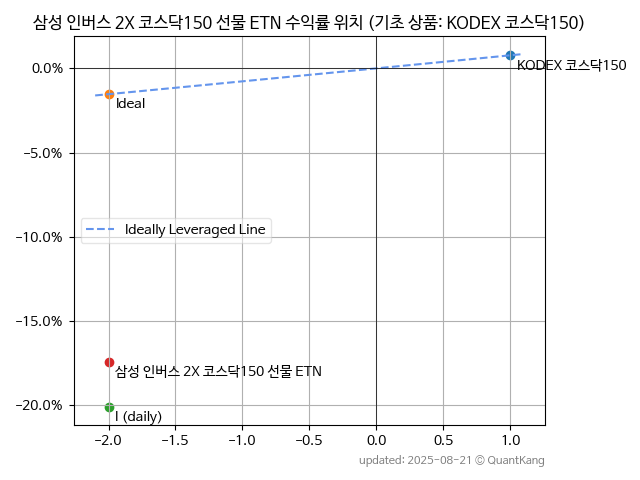 삼성 인버스 2X 코스닥150 선물 ETN 수익률 위치 (기초 상품: KODEX 코스닥150)
0.0%
KODEX 코스닥150
Ideal
−5.0%
Ideally Leveraged Line
−10.0%
−15.0%
삼성 인버스 2X 코스닥150 선물 ETN
−20.0%
I (daily)
−2.0 −1.5 −1.0 −0.5 0.0 0.5 1.0
updated: 2025-08-21 © QuantKang